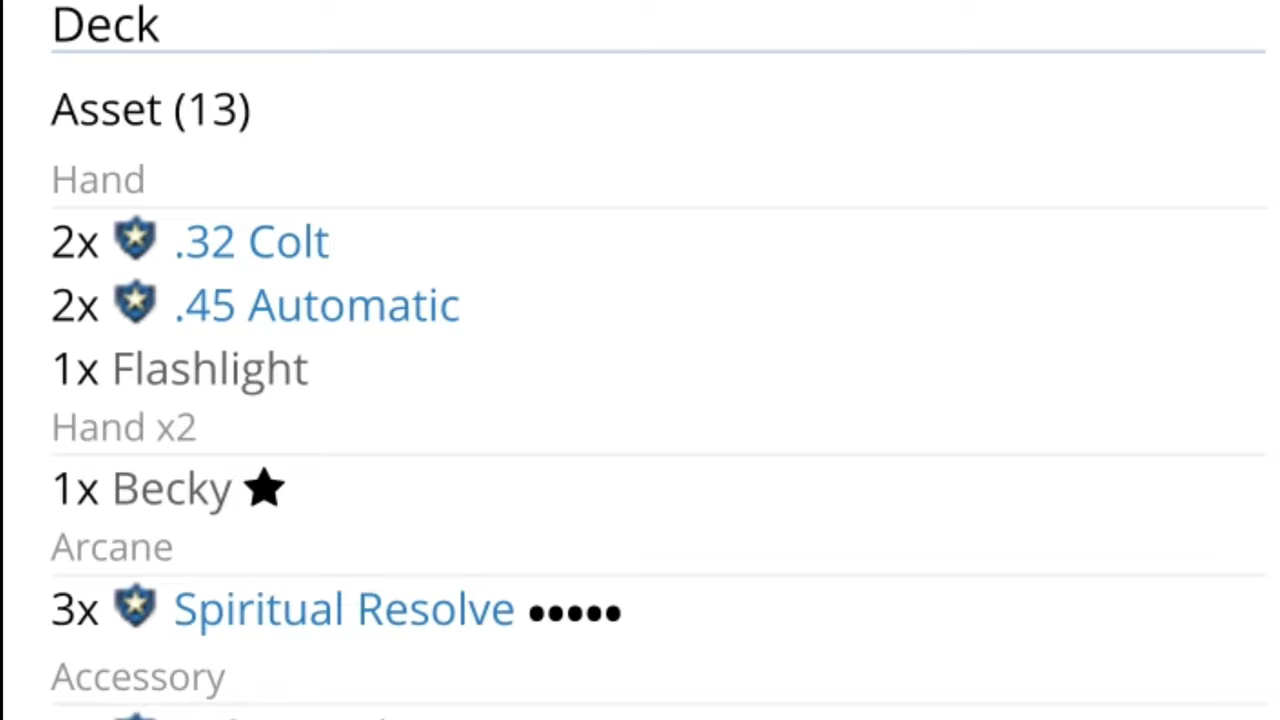 Deck
Asset (13)
Hand
2x .32 Colt
2x .45 Automatic
1x Flashlight
Hand x2
1x Becky ★
Arcane
3x Spiritual Resolve •••••
Accessory